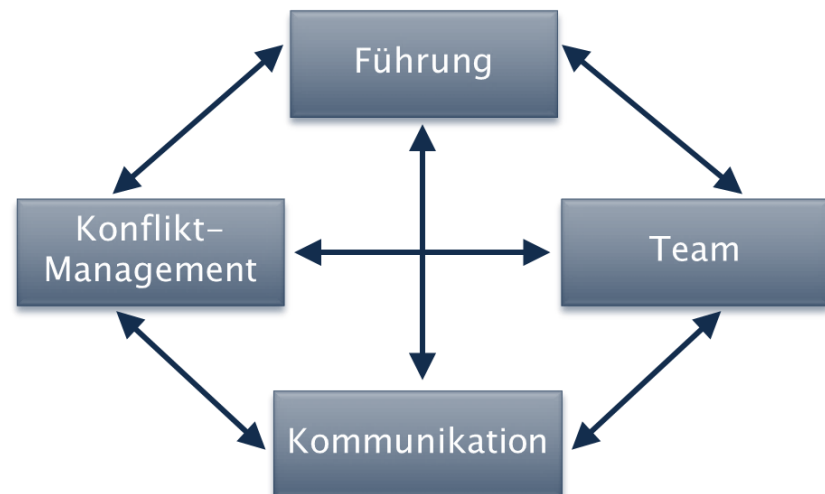 Führung
Konflikt-
Management
Team
Kommunikation